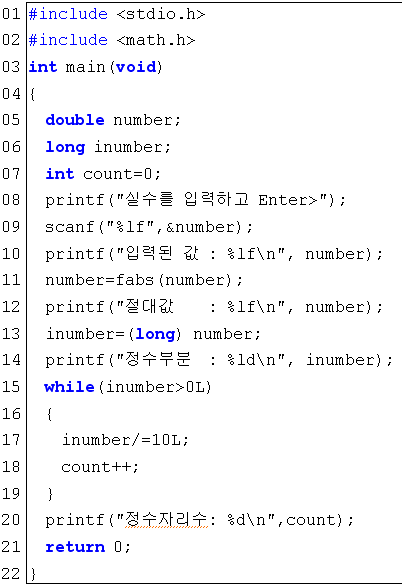 01 #include <stdio.h>
02 #include <math.h>
03 int main(void)
04 {
05 double number;
06 long inumber;
07 int count=0;
08 printf("실수를 입력하고 Enter>");
09 scanf("%lf",&number);
10 printf("입력된 값 : %lf\n", number);
11 number=fabs(number);
12 printf("절대값 : %lf\n", number);
13 inumber=(long) number;
14 printf("정수부분 : %ld\n", inumber);
15 while(inumber>0L)
16 {
17 inumber/=10L;
18 count++;
19 }
20 printf("정수자리수: %d\n",count);
21 return 0;
22 }